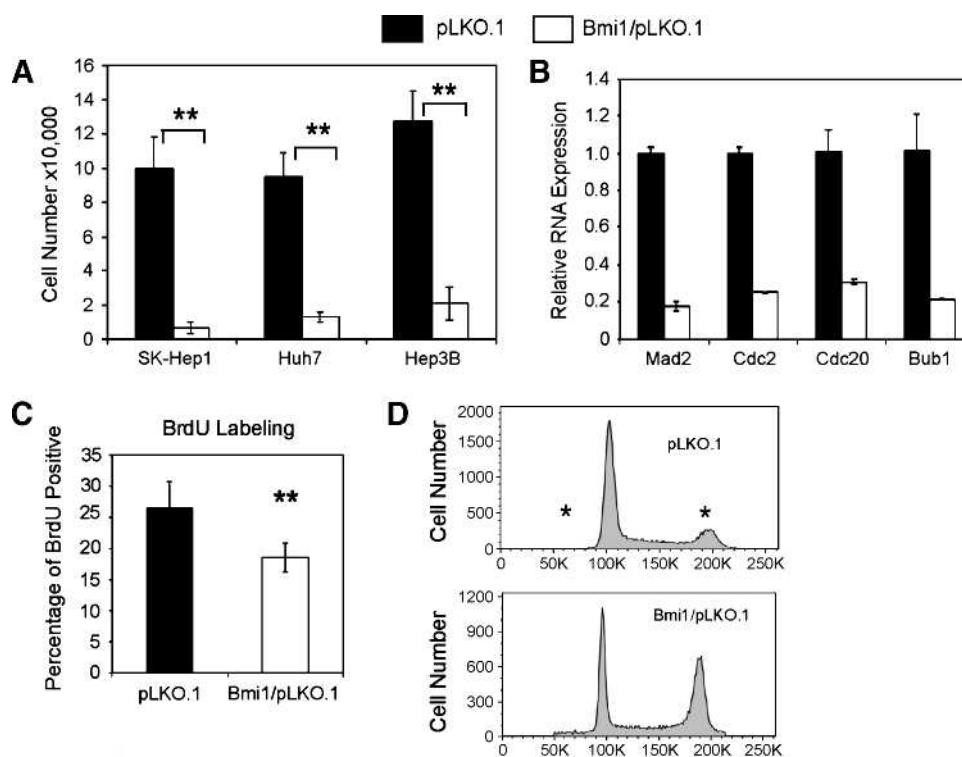 pLKO.1 Bmi1/pLKO.1
A
Cell Number x10,000
16
14
12
10
8
6
4
2
0
**
**
**
SK-Hep1 Huh7 Hep3B
B
Relative RNA Expression
1.4
1.2
1.0
0.8
0.6
0.4
0.2
0
Mad2 Cdc2 Cdc20 Bub1
C
BrdU Labeling
Percentage of BrdU Positive
35
30
25
20
15
10
5
0
**
pLKO.1 Bmi1/pLKO.1
D
Cell Number
2000
1500
1000
500
0
pLKO.1
* *
0 50K 100K 150K 200K 250K
Cell Number
1200
900
600
300
0
Bmi1/pLKO.1
0 50K 100K 150K 200K 250K